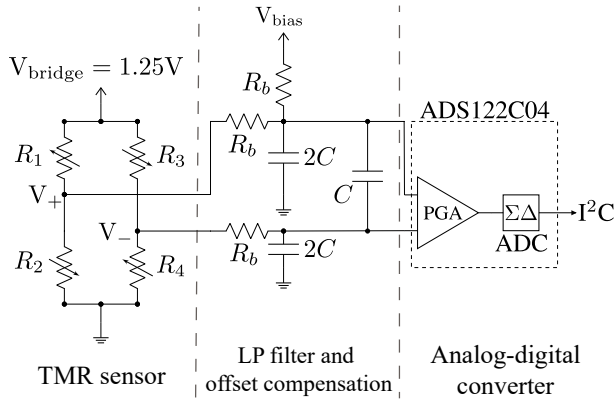 V_bias
V_bridge = 1.25V
R_b
ADS122C04
R_1
R_3
R_b
2C
V_+
C
PGA
ΣΔ
I²C
V_−
ADC
R_2
R_4
R_b
2C
TMR sensor
LP filter and
offset compensation
Analog-digital
converter